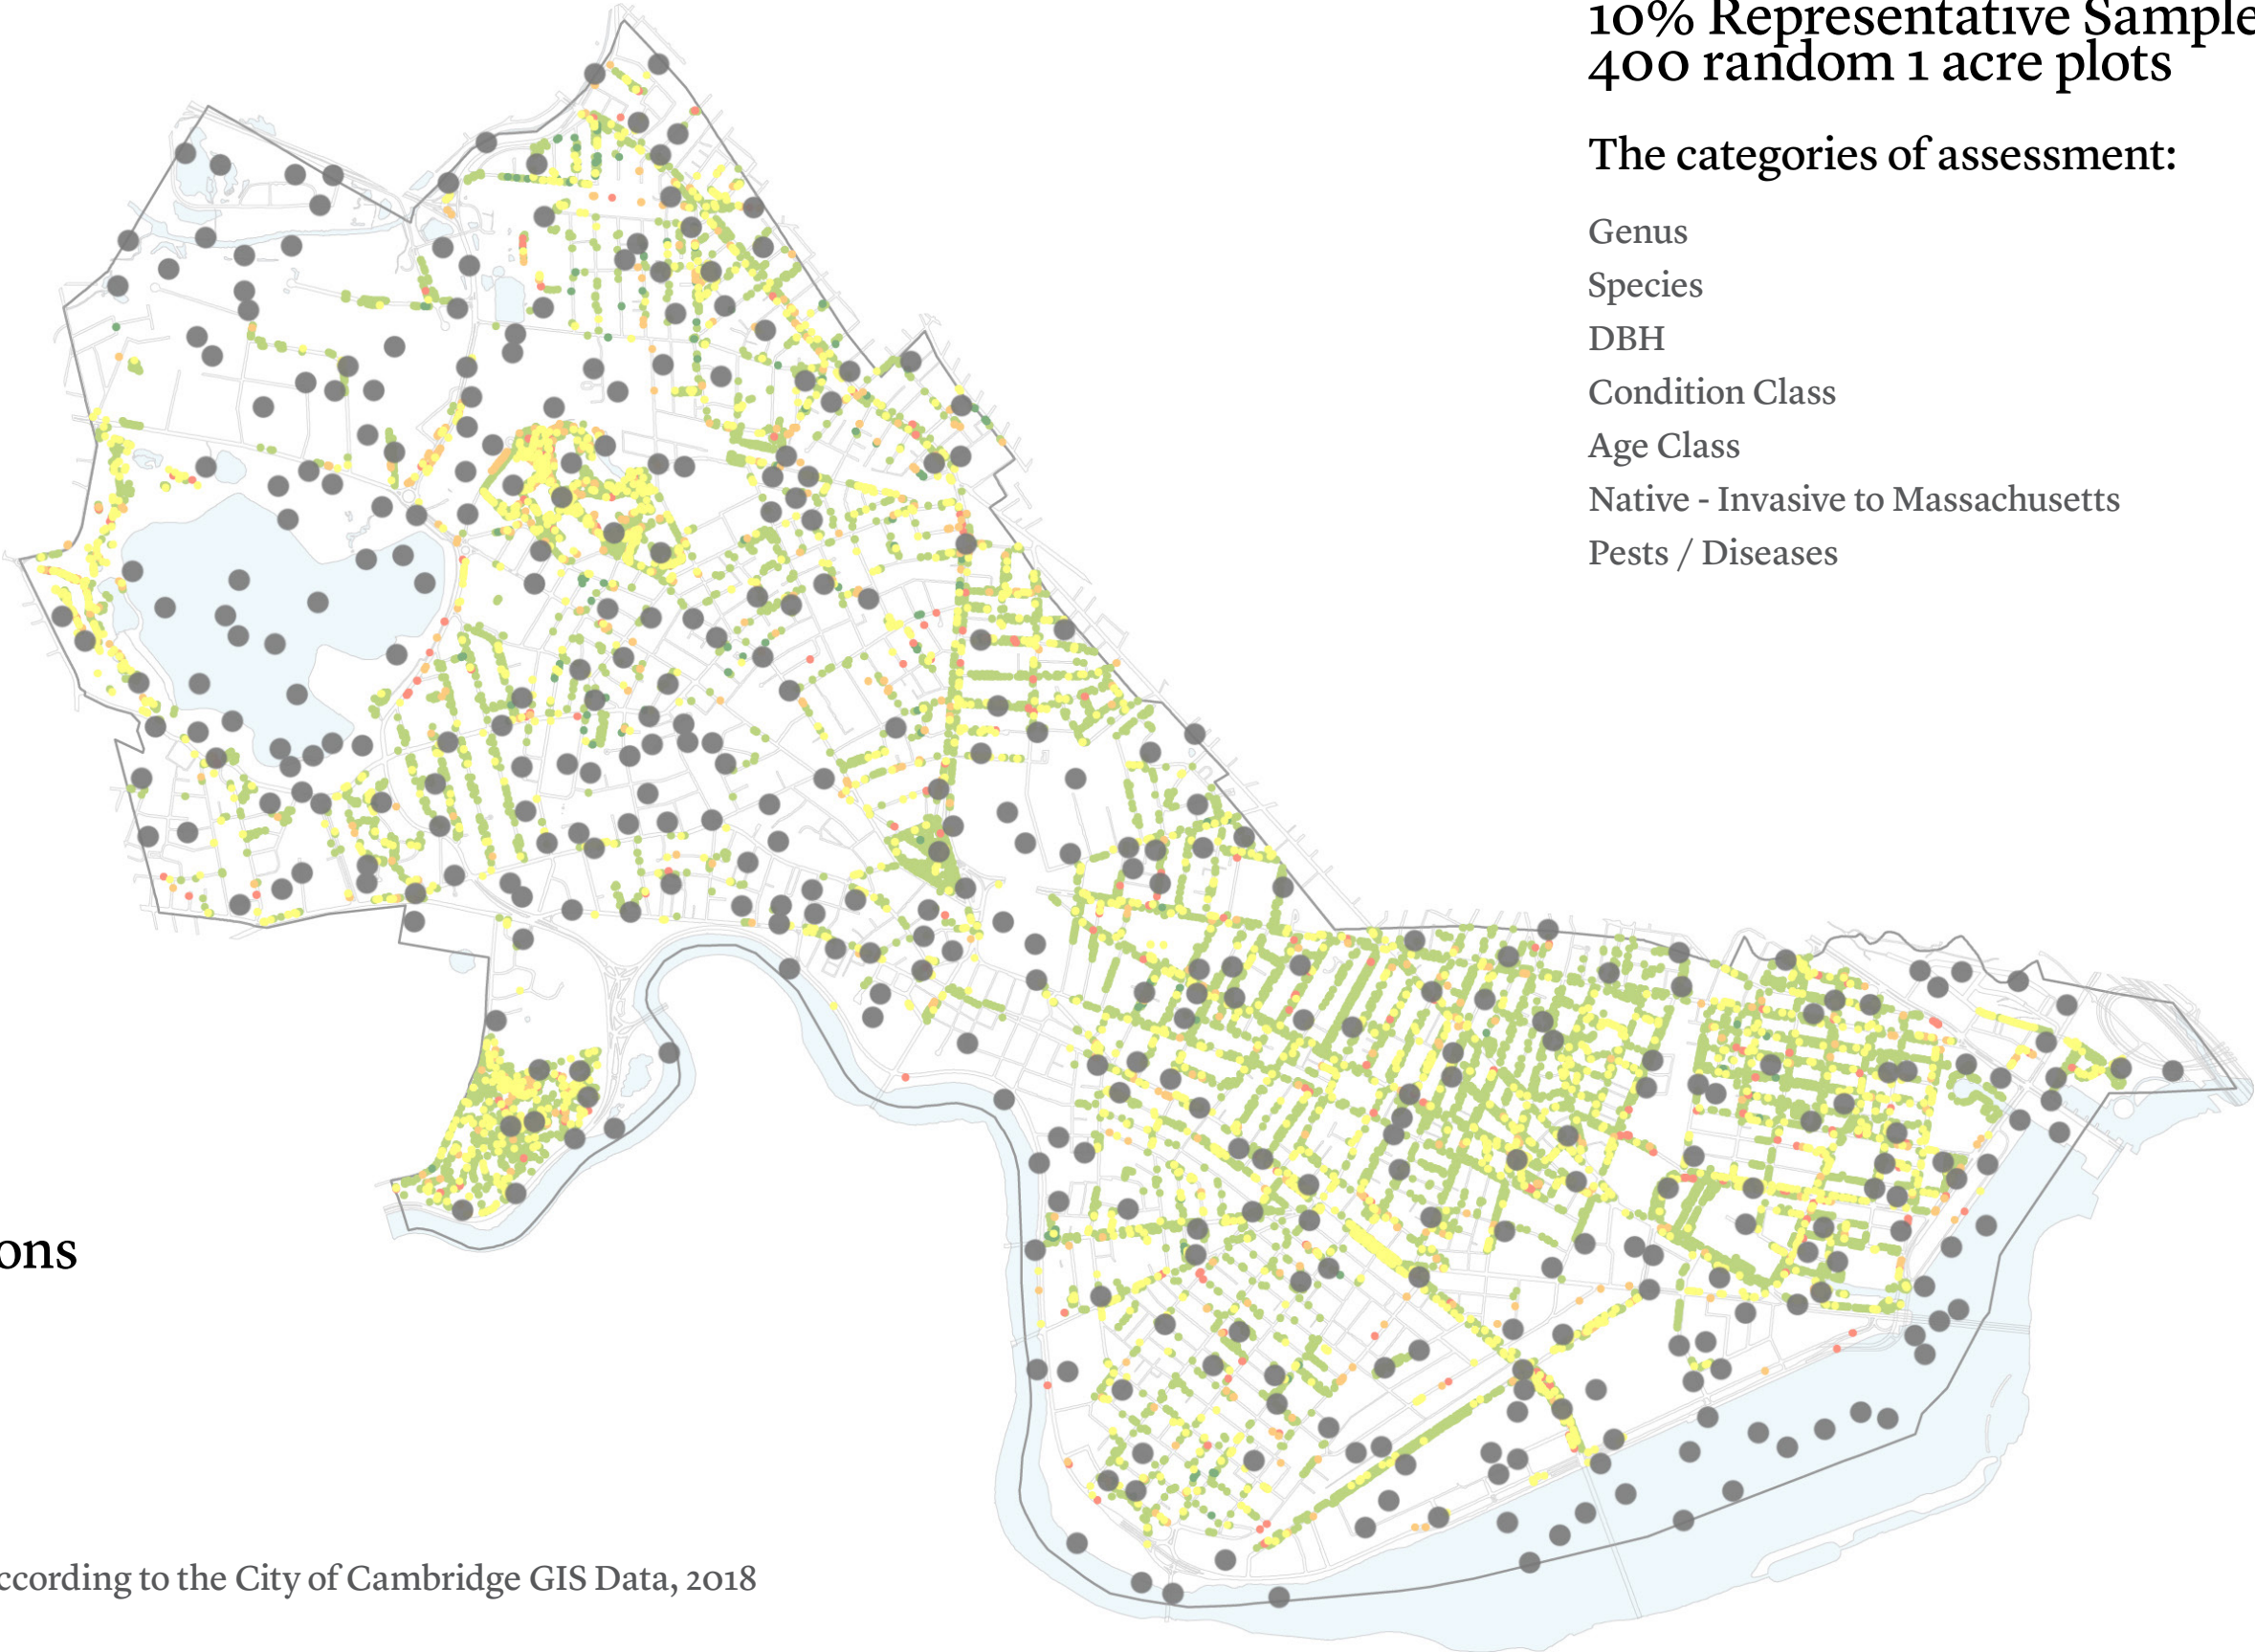 10% Representative Sample
400 random 1 acre plots
The categories of assessment:
Genus
Species
DBH
Condition Class
Age Class
Native - Invasive to Massachusetts
Pests / Diseases
ons
ccording to the City of Cambridge GIS Data, 2018